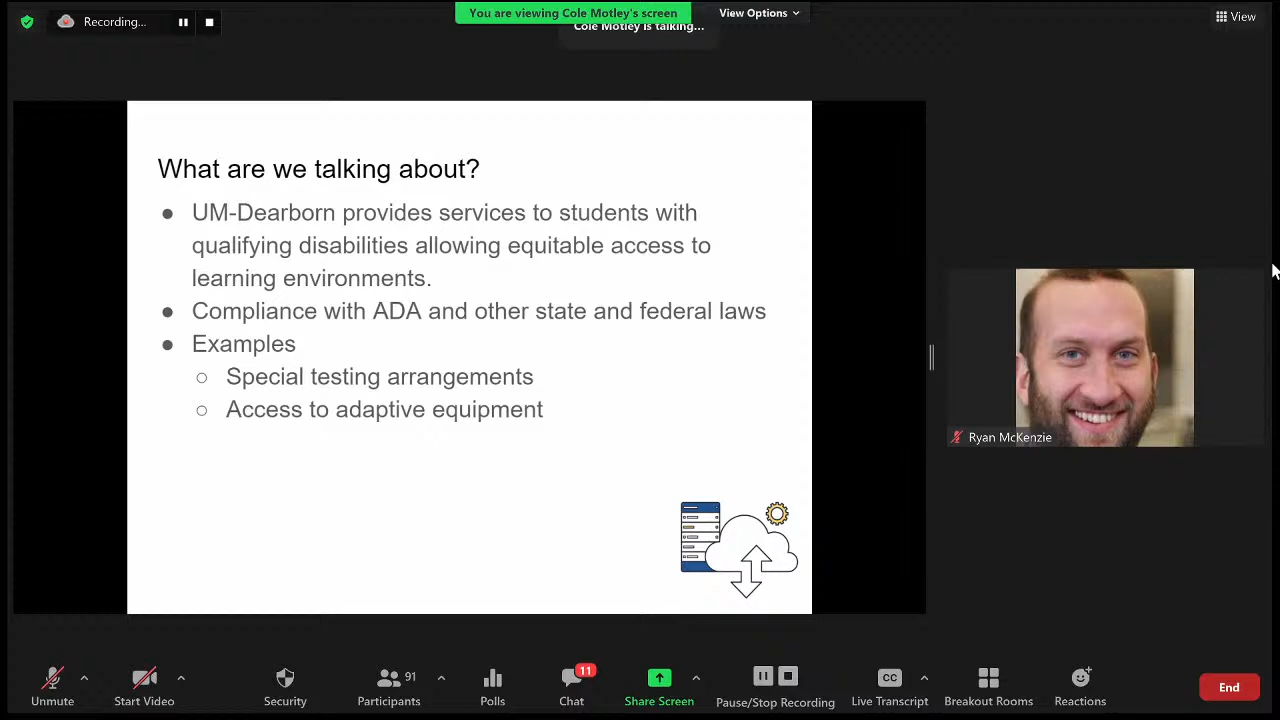 Recording...
You are viewing Cole Motley's screen
View Options
View
Cole Motley is talking...
What are we talking about?
● UM-Dearborn provides services to students with
qualifying disabilities allowing equitable access to
learning environments.
● Compliance with ADA and other state and federal laws
● Examples
○ Special testing arrangements
○ Access to adaptive equipment
Ryan McKenzie
91
11
CC
Unmute
Start Video
Security
Participants
Polls
Chat
Share Screen
Pause/Stop Recording
Live Transcript
Breakout Rooms
Reactions
End